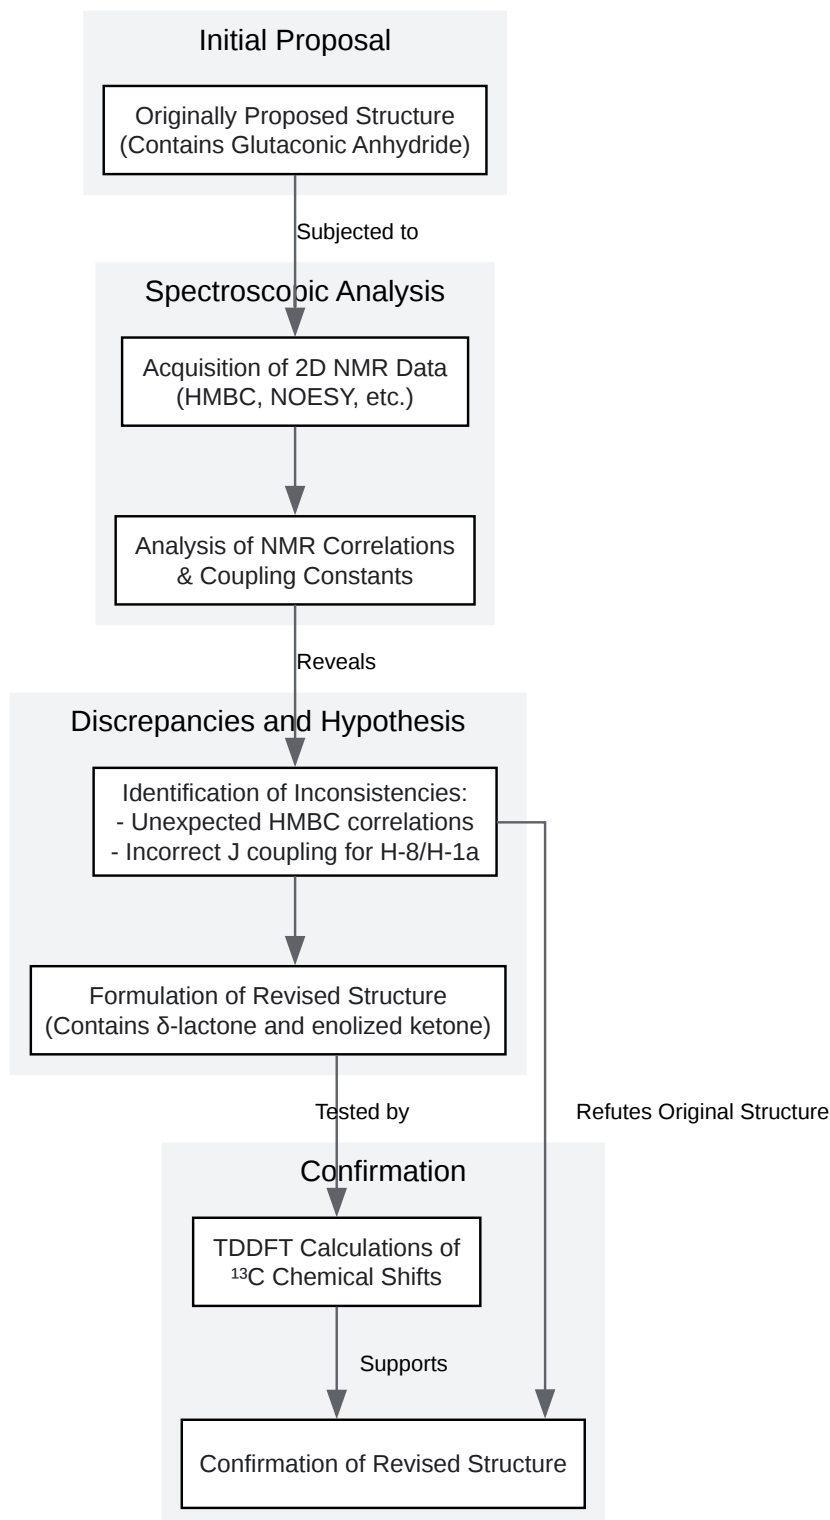 Initial Proposal
Originally Proposed Structure
(Contains Glutaconic Anhydride)
Subjected to
Spectroscopic Analysis
Acquisition of 2D NMR Data
(HMBC, NOESY, etc.)
Analysis of NMR Correlations
& Coupling Constants
Reveals
Discrepancies and Hypothesis
Identification of Inconsistencies:
- Unexpected HMBC correlations
- Incorrect J coupling for H-8/H-1a
Formulation of Revised Structure
(Contains δ-lactone and enolized ketone)
Tested by
Refutes Original Structure
Confirmation
TDDFT Calculations of
¹³C Chemical Shifts
Supports
Confirmation of Revised Structure